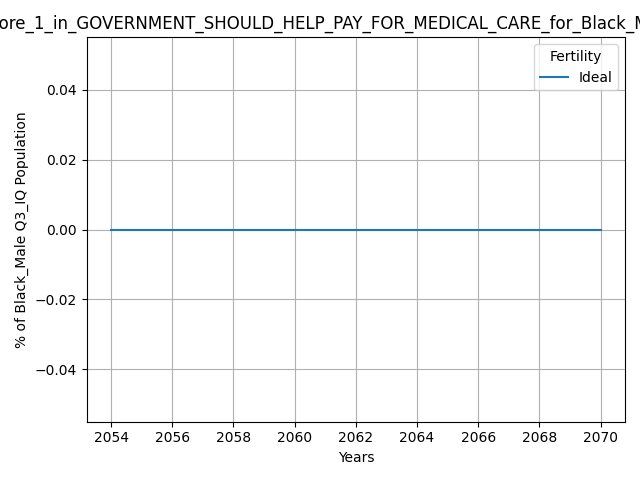 ore_1_in_GOVERNMENT_SHOULD_HELP_PAY_FOR_MEDICAL_CARE_for_Black_M
Fertility
Ideal
0.04
0.02
0.00
−0.02
−0.04
% of Black_Male Q3_IQ Population
2054 2056 2058 2060 2062 2064 2066 2068 2070
Years